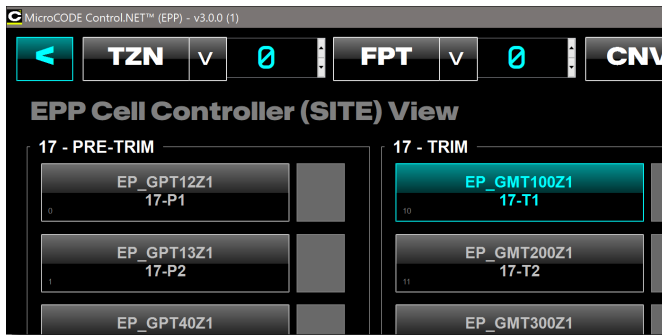 C MicroCODE Control.NET™ (EPP) - v3.0.0 (1)
< TZN v 0 FPT v 0 CNV
EPP Cell Controller (SITE) View
17 - PRE-TRIM
17 - TRIM
EP_GPT12Z1
17-P1
0
EP_GMT100Z1
17-T1
10
EP_GPT13Z1
17-P2
1
EP_GMT200Z1
17-T2
11
EP_GPT40Z1
EP_GMT300Z1